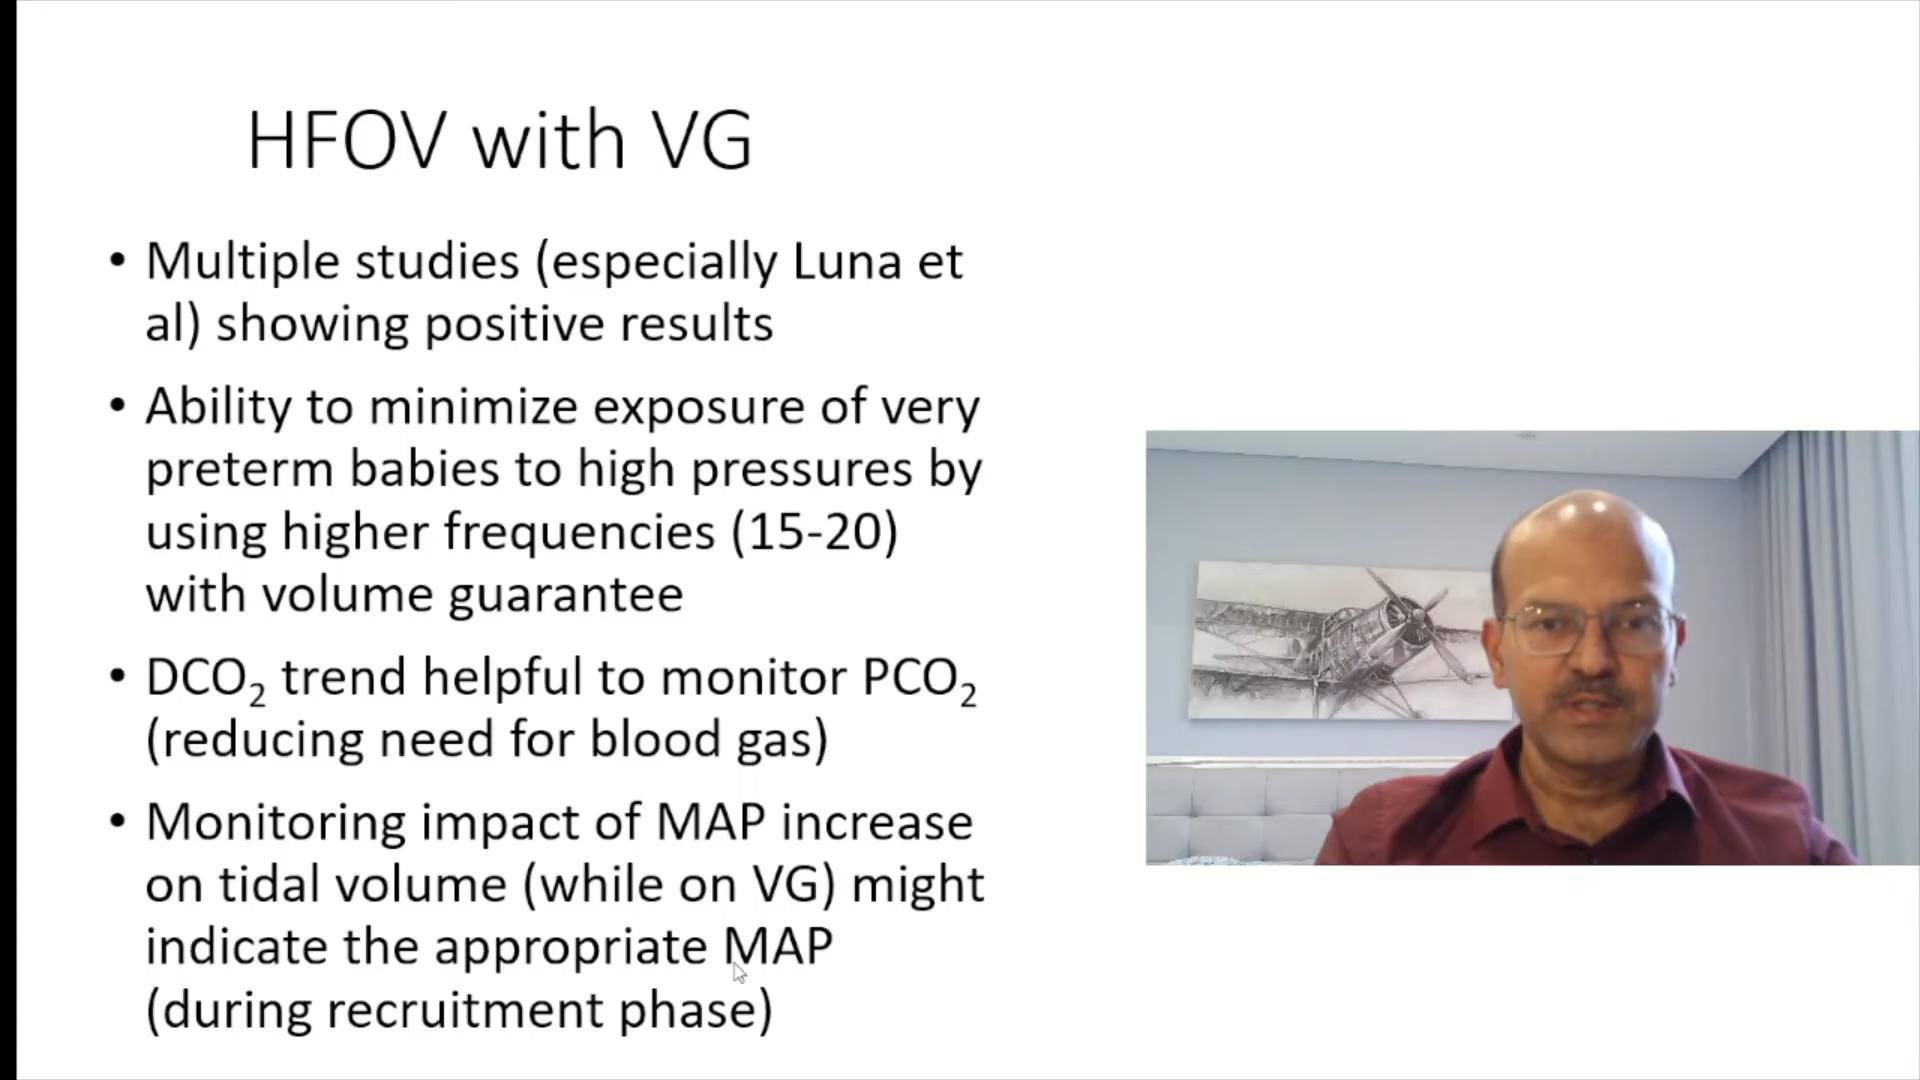 HFOV with VG
• Multiple studies (especially Luna et
al) showing positive results
• Ability to minimize exposure of very
preterm babies to high pressures by
using higher frequencies (15-20)
with volume guarantee
• DCO₂ trend helpful to monitor PCO₂
(reducing need for blood gas)
• Monitoring impact of MAP increase
on tidal volume (while on VG) might
indicate the appropriate MAP
(during recruitment phase)